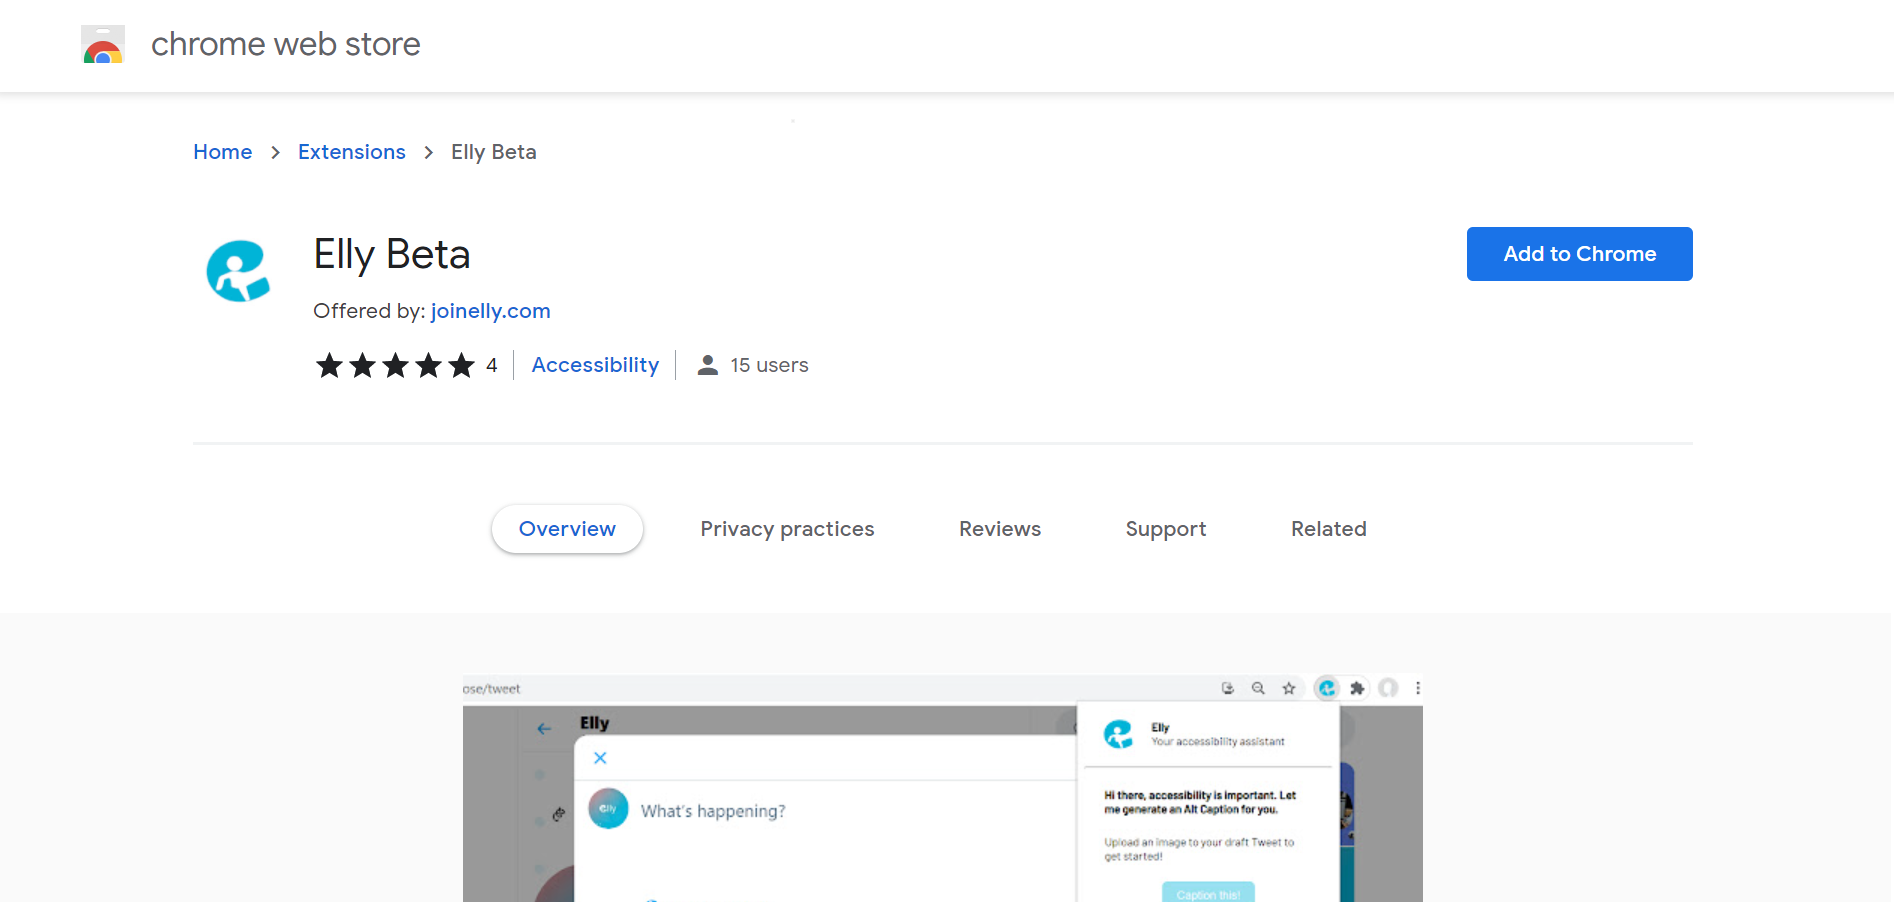 chrome web store
Home > Extensions > Elly Beta
Elly Beta
Add to Chrome
Offered by: joinelly.com
4 Accessibility 15 users
Overview Privacy practices Reviews Support Related
ose/tweet
Elly
What's happening?
Elly
Your accessibility assistant
Hi there, accessibility is important. Let
me generate an Alt Caption for you.
Upload an image to your draft Tweet to
get started!
Caption this!